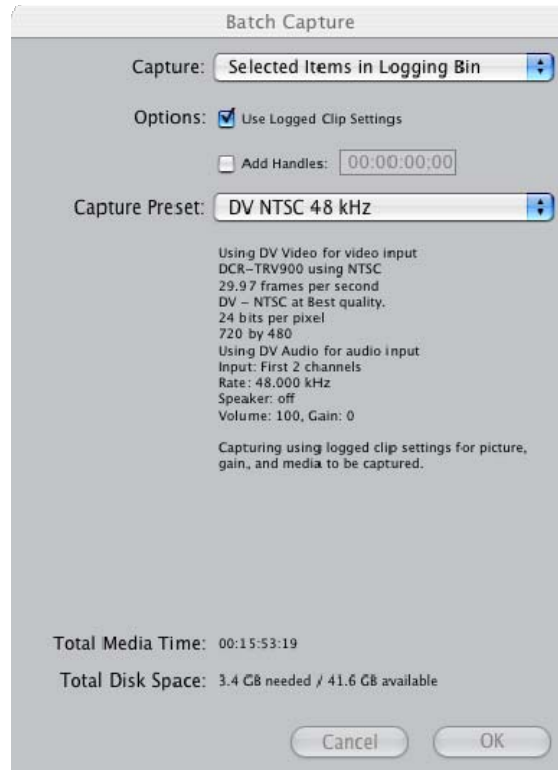 Batch Capture
Capture: Selected Items in Logging Bin
Options: Use Logged Clip Settings
Add Handles: 00:00:00;00
Capture Preset: DV NTSC 48 kHz
Using DV Video for video input
DCR-TRV900 using NTSC
29.97 frames per second
DV - NTSC at Best quality.
24 bits per pixel
720 by 480
Using DV Audio for audio input
Input: First 2 channels
Rate: 48.000 kHz
Speaker: off
Volume: 100, Gain: 0
Capturing using logged clip settings for picture,
gain, and media to be captured.
Total Media Time: 00:15:53:19
Total Disk Space: 3.4 GB needed / 41.6 GB available
Cancel OK